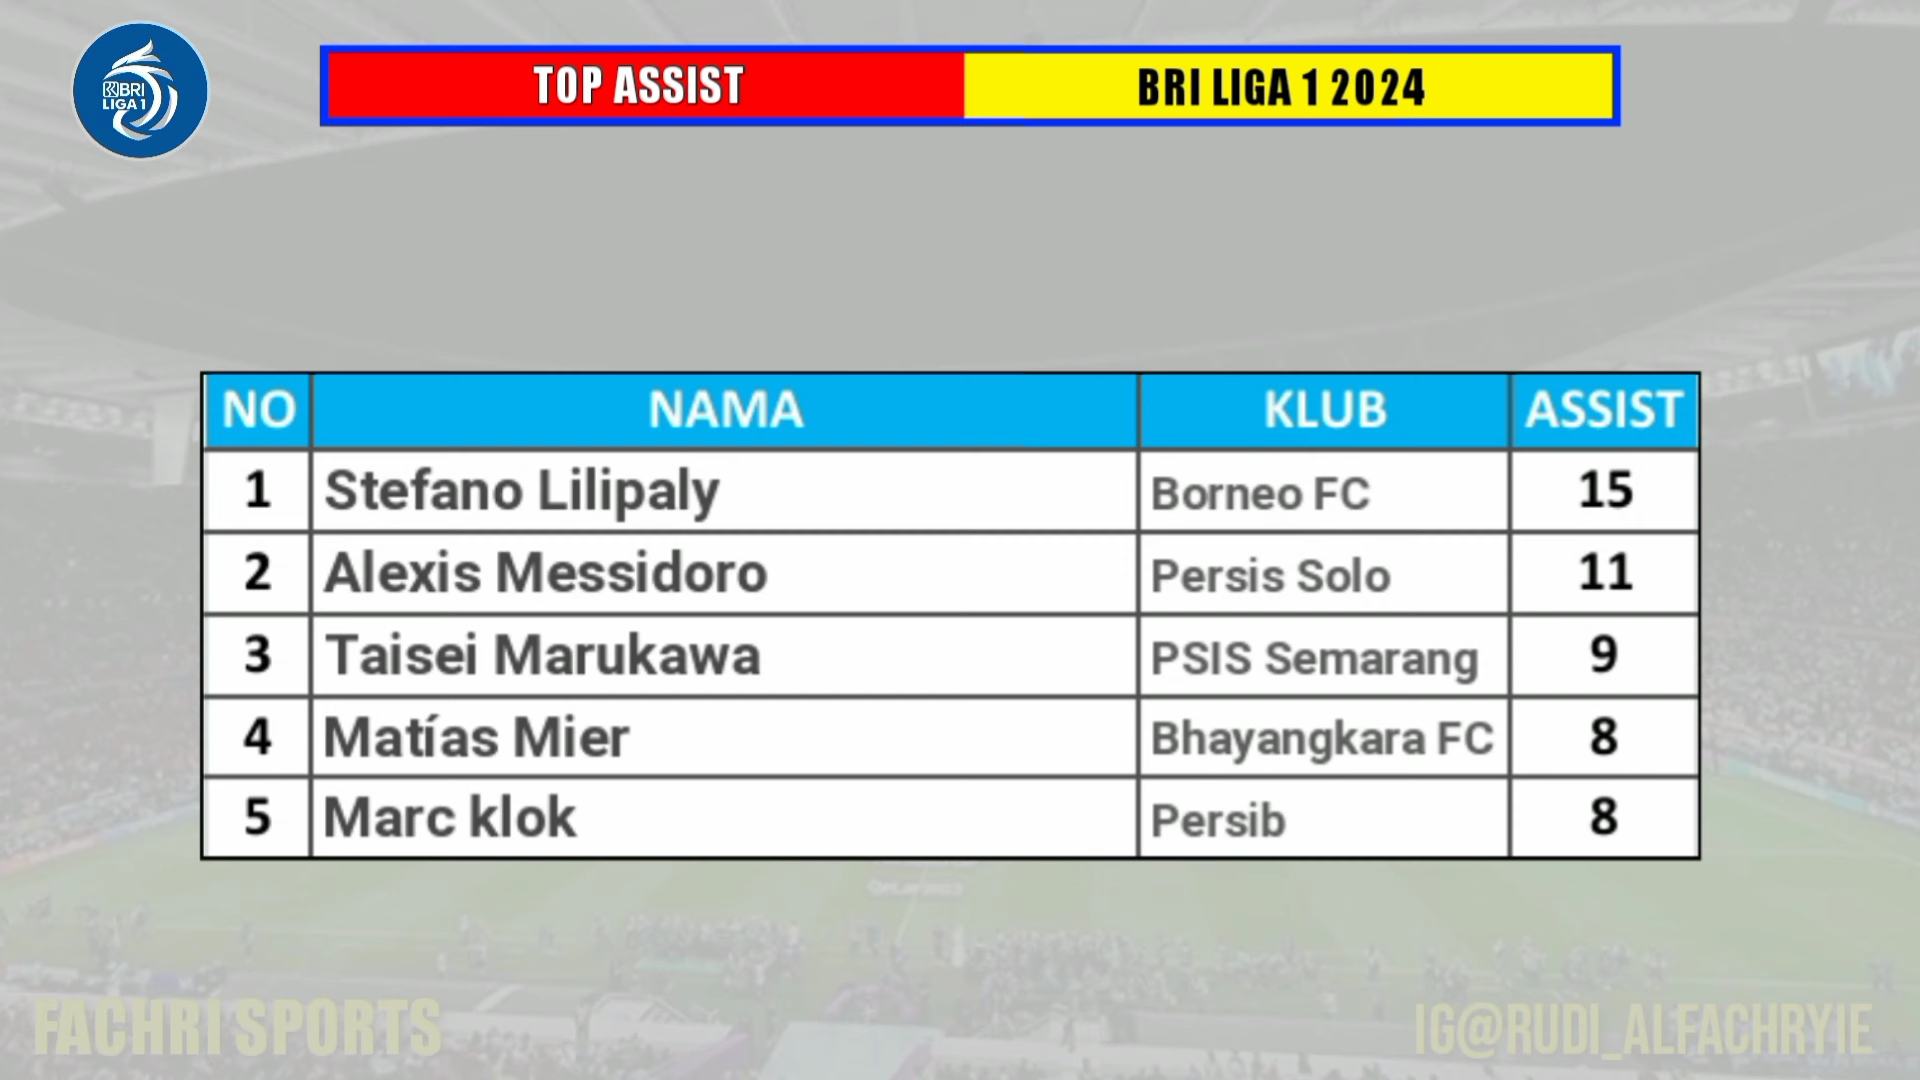 BRI
LIGA 1
TOP ASSIST BRI LIGA 1 2024
NO NAMA KLUB ASSIST
1 Stefano Lilipaly Borneo FC 15
2 Alexis Messidoro Persis Solo 11
3 Taisei Marukawa PSIS Semarang 9
4 Matías Mier Bhayangkara FC 8
5 Marc klok Persib 8
FACHRI SPORTS IG@RUDI_ALFACHRYIE